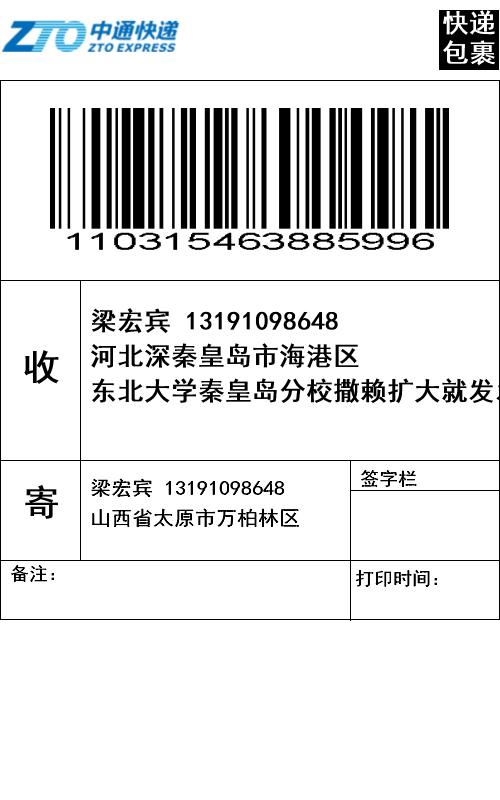 ZTO 中通快递
ZTO EXPRESS
快递
包裹
110315463885996
收
梁宏宾 13191098648
河北深秦皇岛市海港区
东北大学秦皇岛分校撒赖扩大就发
寄
梁宏宾 13191098648
山西省太原市万柏林区
签字栏
备注：
打印时间：